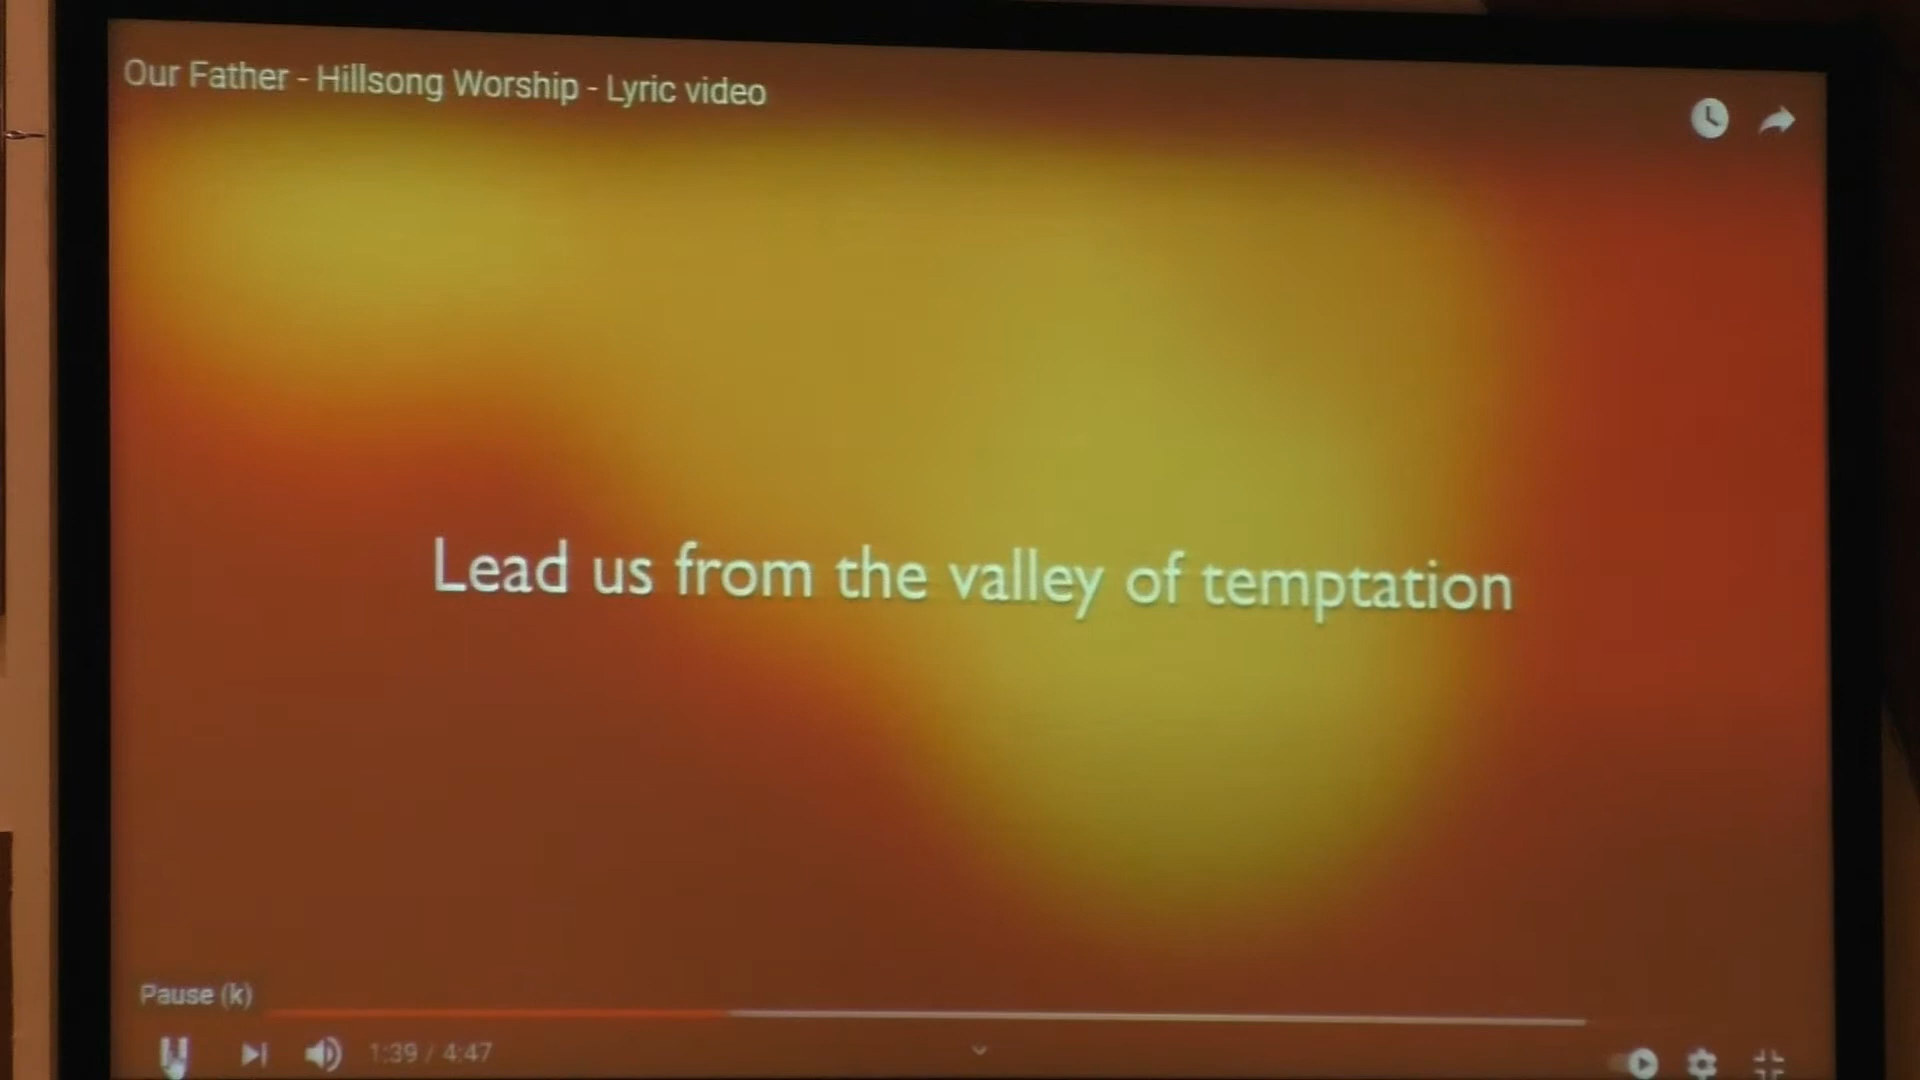 Our Father - Hillsong Worship - Lyric video
Lead us from the valley of temptation
Pause (k)
1:39 / 4:47